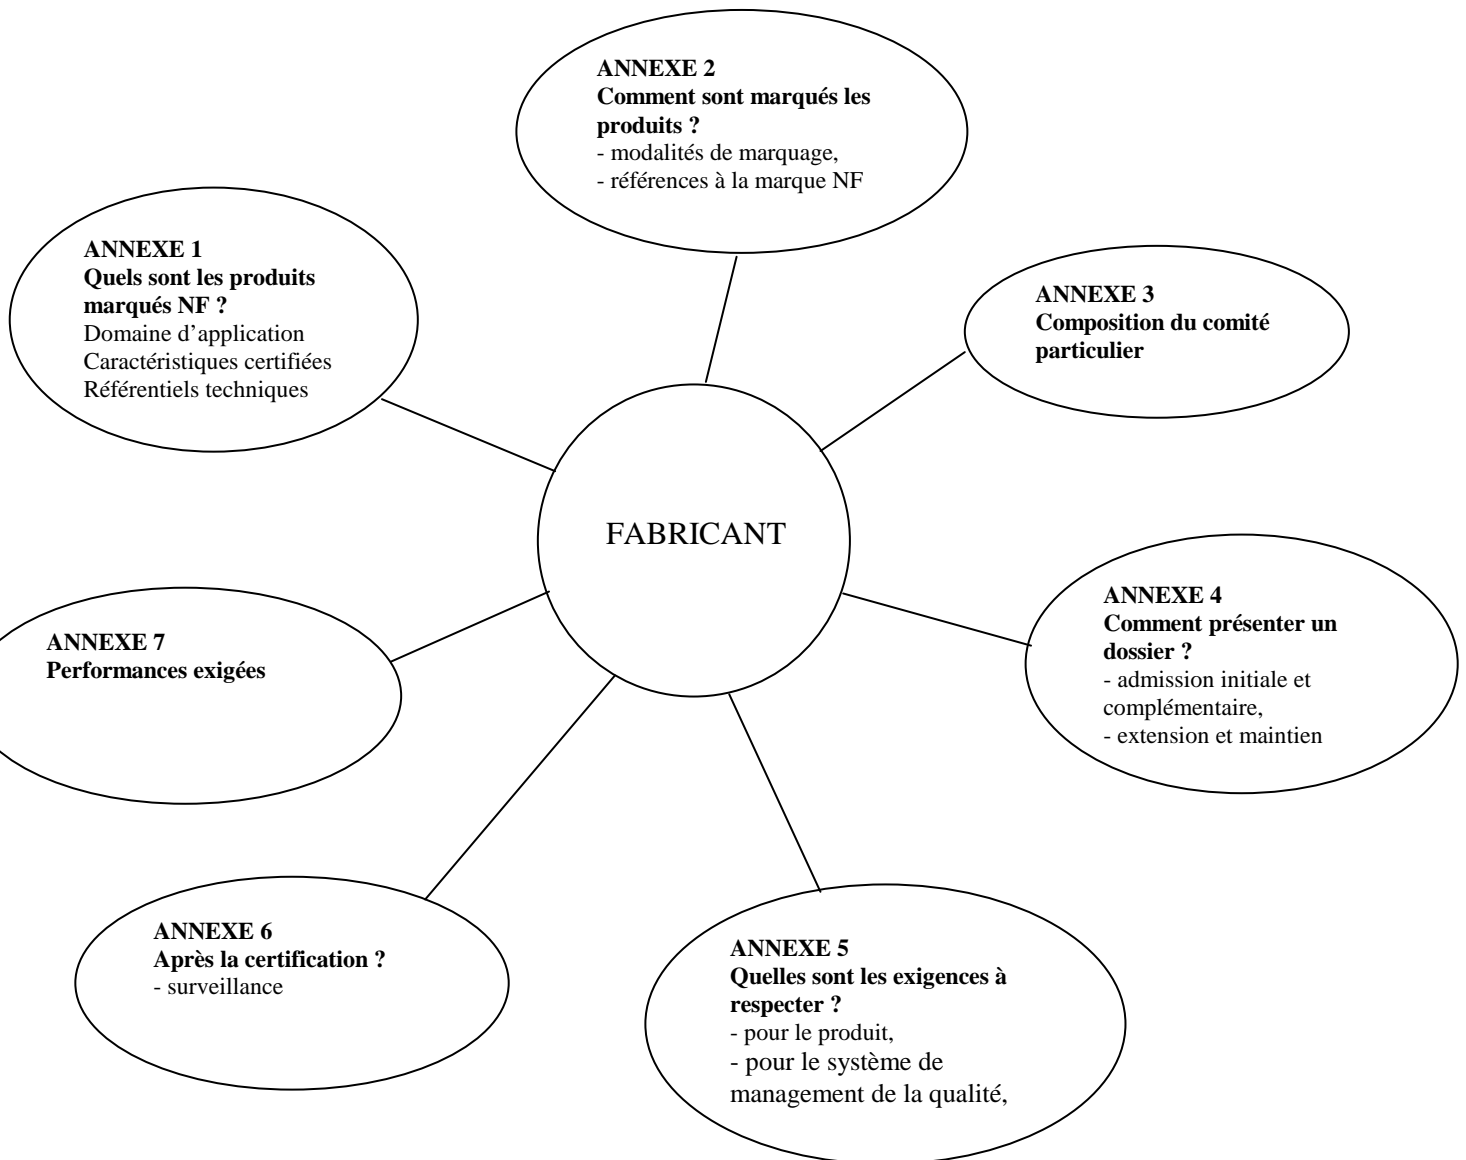 ANNEXE 2
Comment sont marqués les
produits ?
- modalités de marquage,
- références à la marque NF
ANNEXE 1
Quels sont les produits
marqués NF ?
Domaine d’application
Caractéristiques certifiées
Référentiels techniques
ANNEXE 3
Composition du comité
particulier
FABRICANT
ANNEXE 4
Comment présenter un
dossier ?
- admission initiale et
complémentaire,
- extension et maintien
ANNEXE 7
Performances exigées
ANNEXE 6
Après la certification ?
- surveillance
ANNEXE 5
Quelles sont les exigences à
respecter ?
- pour le produit,
- pour le système de
management de la qualité,